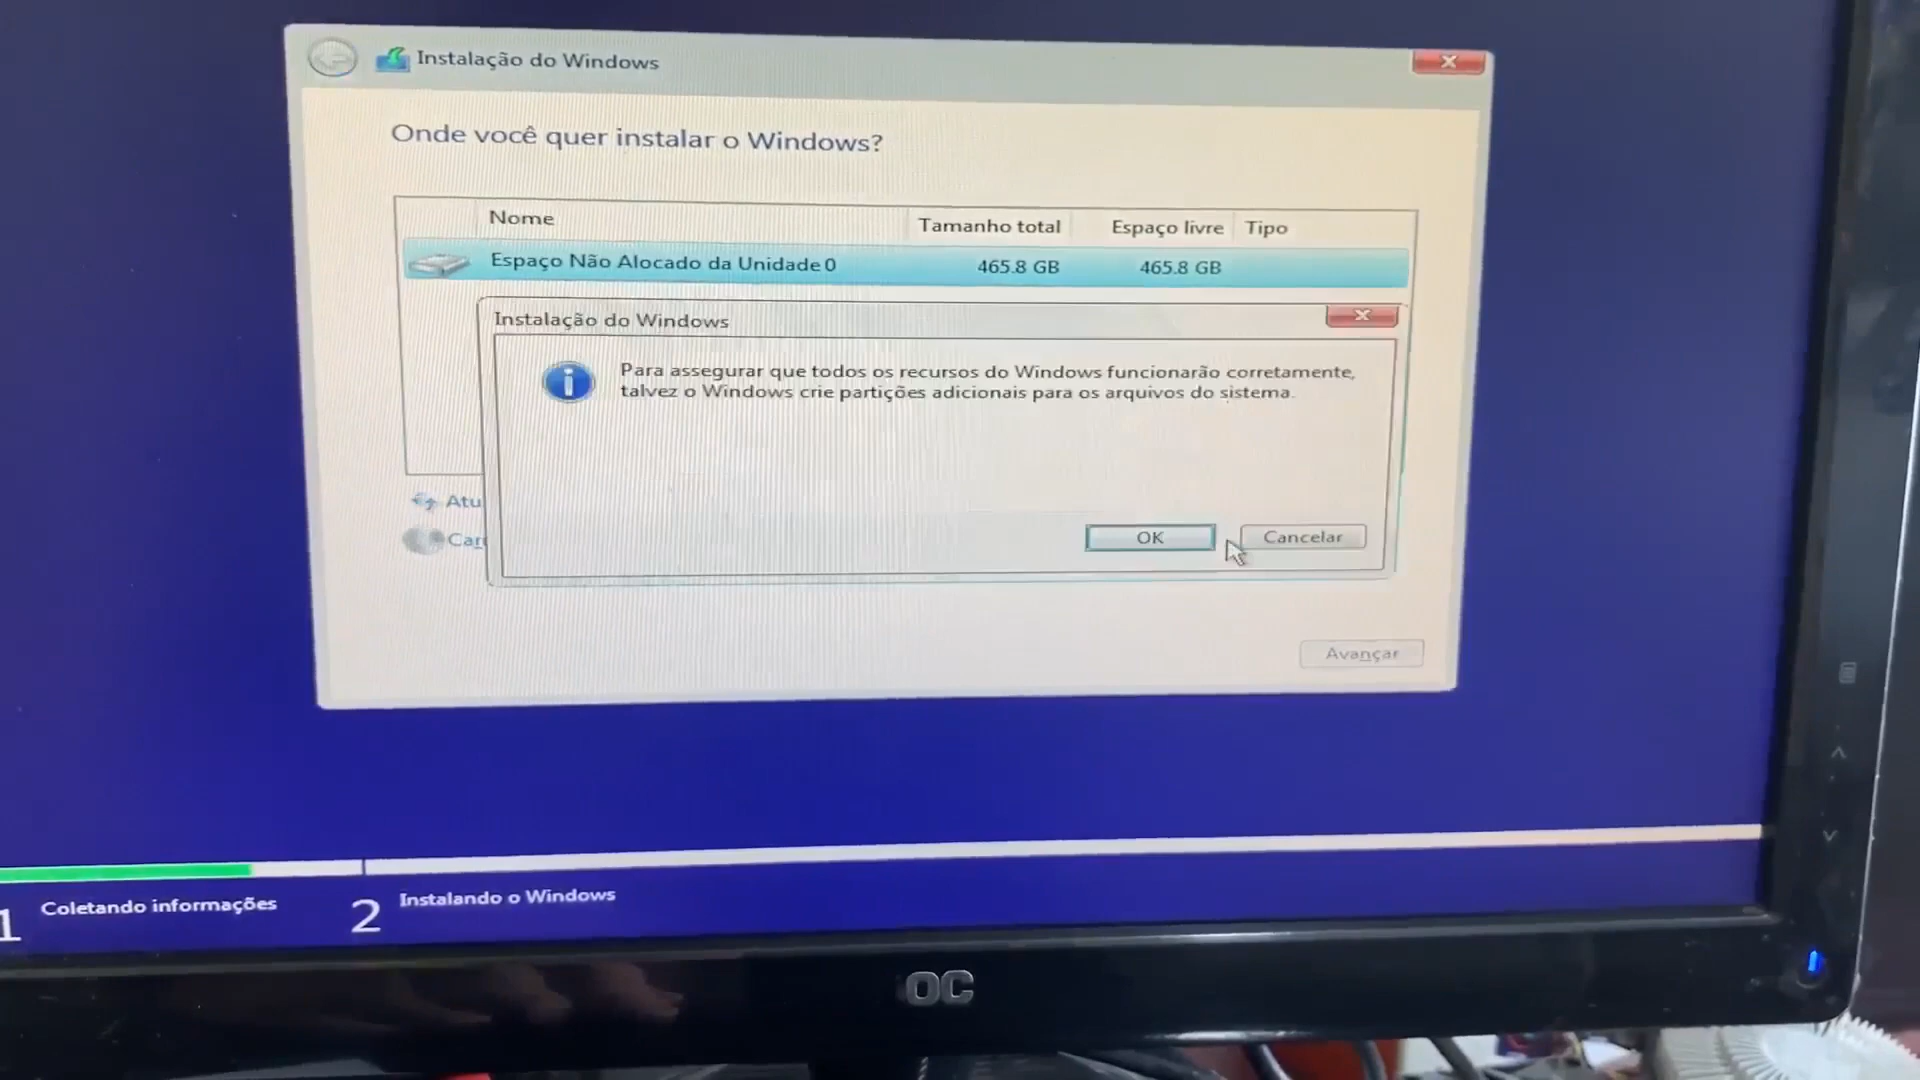 Instalação do Windows
Onde você quer instalar o Windows?
Nome Tamanho total Espaço livre Tipo
Espaço Não Alocado da Unidade 0 465.8 GB 465.8 GB
Instalação do Windows
Para assegurar que todos os recursos do Windows funcionarão corretamente,
talvez o Windows crie partições adicionais para os arquivos do sistema.
Atu
Car
OK Cancelar
Avançar
1 Coletando informações 2 Instalando o Windows
OC